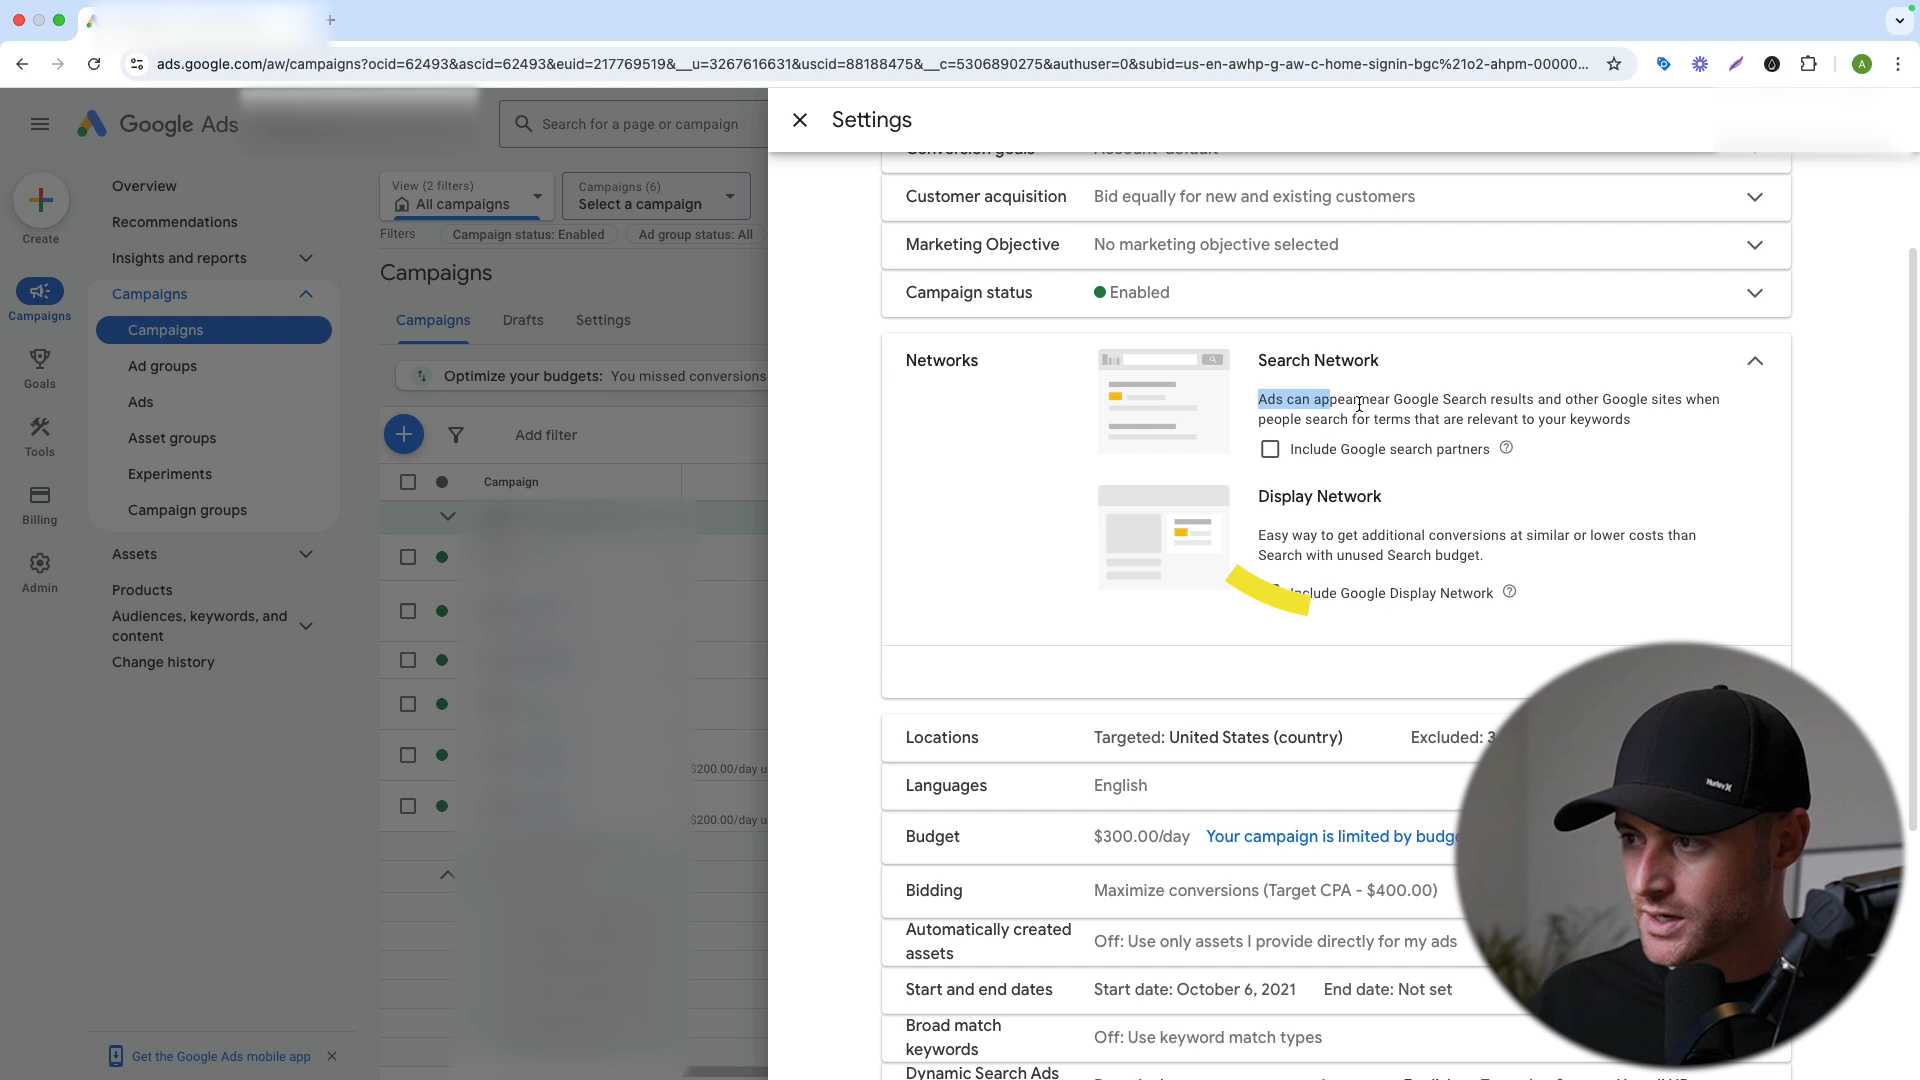 ads.google.com/aw/campaigns?ocid=62493&ascid=62493&euid=217769519&__u=3267616631&uscid=88188475&__c=5306890275&authuser=0&subid=us-en-awhp-g-aw-c-home-signin-bgc%21o2-ahpm-00000...
A
Google Ads
Search for a page or campaign
Settings
Create
Campaigns
Goals
Tools
Billing
Admin
Overview
Recommendations
Insights and reports
Campaigns
Campaigns
Ad groups
Ads
Asset groups
Experiments
Campaign groups
Assets
Products
Audiences, keywords, and
content
Change history
Get the Google Ads mobile app
View (2 filters)
All campaigns
Campaigns (6)
Select a campaign
Filters
Campaign status: Enabled
Ad group status: All
Campaigns
Campaigns
Drafts
Settings
Optimize your budgets: You missed conversions
Add filter
Campaign
$200.00/day
$200.00/day
Conversion goals
Account-default
Customer acquisition
Bid equally for new and existing customers
Marketing Objective
No marketing objective selected
Campaign status
Enabled
Networks
Search Network
Ads can appear near Google Search results and other Google sites when
people search for terms that are relevant to your keywords
Include Google search partners
Display Network
Easy way to get additional conversions at similar or lower costs than
Search with unused Search budget.
Include Google Display Network
Locations
Targeted: United States (country)
Excluded: 3
Languages
English
Budget
$300.00/day
Your campaign is limited by
Bidding
Maximize conversions (Target CPA - $400.00)
Automatically created
assets
Off: Use only assets I provide directly for my ads
Start and end dates
Start date: October 6, 2021
End date: Not set
Broad match
keywords
Off: Use keyword match types
Dynamic Search Ads
Hurley X